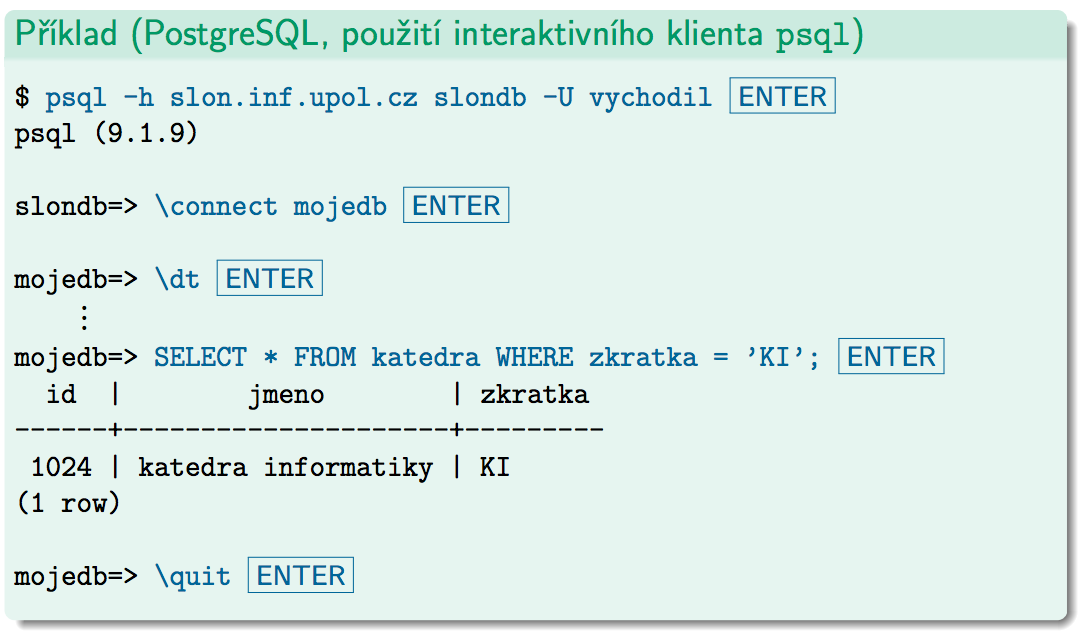 Příklad (PostgreSQL, použití interaktivního klienta psql)
$ psql -h slon.inf.upol.cz slondb -U vychodil ENTER
psql (9.1.9)
slondb=> \connect mojedb ENTER
mojedb=> \dt ENTER
⋮
mojedb=> SELECT * FROM katedra WHERE zkratka = ’KI’; ENTER
  id  |        jmeno        | zkratka
------+---------------------+---------
 1024 | katedra informatiky | KI
(1 row)
mojedb=> \quit ENTER